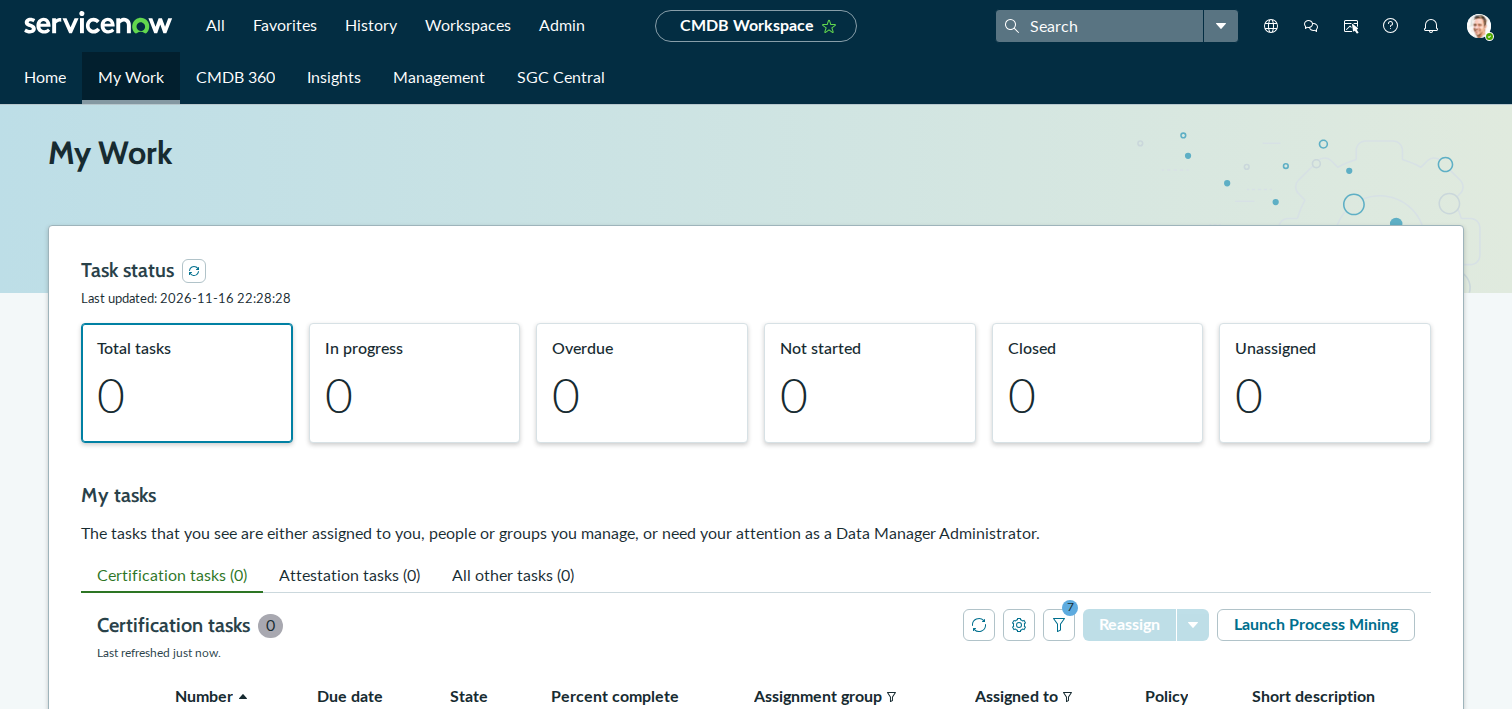 servicenow All Favorites History Workspaces Admin CMDB Workspace Search
Home My Work CMDB 360 Insights Management SGC Central
My Work
Task status
Last updated: 2026-11-16 22:28:28
Total tasks In progress Overdue Not started Closed Unassigned
0 0 0 0 0 0
My tasks
The tasks that you see are either assigned to you, people or groups you manage, or need your attention as a Data Manager Administrator.
Certification tasks (0) Attestation tasks (0) All other tasks (0)
Certification tasks 0 7 Reassign Launch Process Mining
Last refreshed just now.
Number Due date State Percent complete Assignment group Assigned to Policy Short description